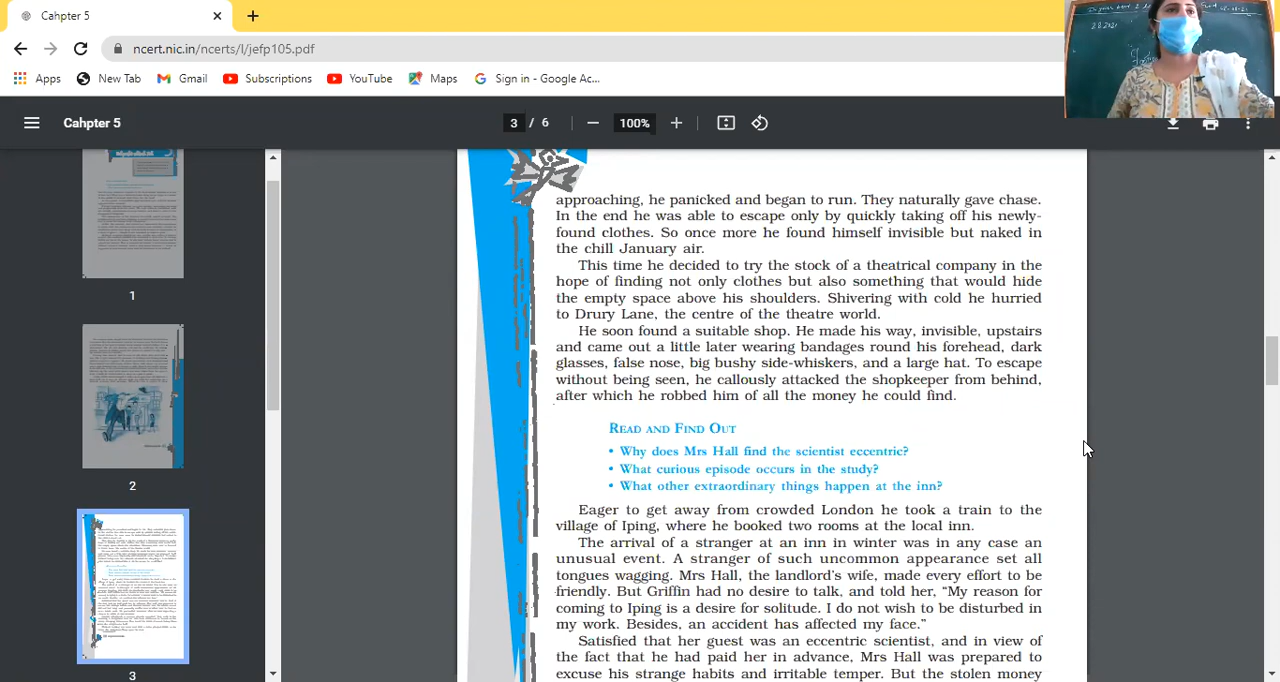 Cahpter 5
ncert.nic.in/ncerts/l/jefp105.pdf
Apps
New Tab
Gmail
Subscriptions
YouTube
Maps
Sign in - Google Ac...
Cahpter 5
3 / 6
100%
1
2
3
approaching, he panicked and began to run. They naturally gave chase.
In the end he was able to escape only by quickly taking off his newly-
found clothes. So once more he found himself invisible but naked in
the chill January air.
This time he decided to try the stock of a theatrical company in the
hope of finding not only clothes but also something that would hide
the empty space above his shoulders. Shivering with cold he hurried
to Drury Lane, the centre of the theatre world.
He soon found a suitable shop. He made his way, invisible, upstairs
and came out a little later wearing bandages round his forehead, dark
glasses, false nose, big bushy side-whiskers, and a large hat. To escape
without being seen, he callously attacked the shopkeeper from behind,
after which he robbed him of all the money he could find.
READ AND FIND OUT
• Why does Mrs Hall find the scientist eccentric?
• What curious episode occurs in the study?
• What other extraordinary things happen at the inn?
Eager to get away from crowded London he took a train to the
village of Iping, where he booked two rooms at the local inn.
The arrival of a stranger at an inn in winter was in any case an
unusual event. A stranger of such uncommon appearance set all
tongues wagging. Mrs Hall, the landlord's wife, made every effort to be
friendly. But Griffin had no desire to talk, and told her, “My reason for
coming to Iping is a desire for solitude. I do not wish to be disturbed in
my work. Besides, an accident has affected my face.”
Satisfied that her guest was an eccentric scientist, and in view of
the fact that he had paid her in advance, Mrs Hall was prepared to
excuse his strange habits and irritable temper. But the stolen money